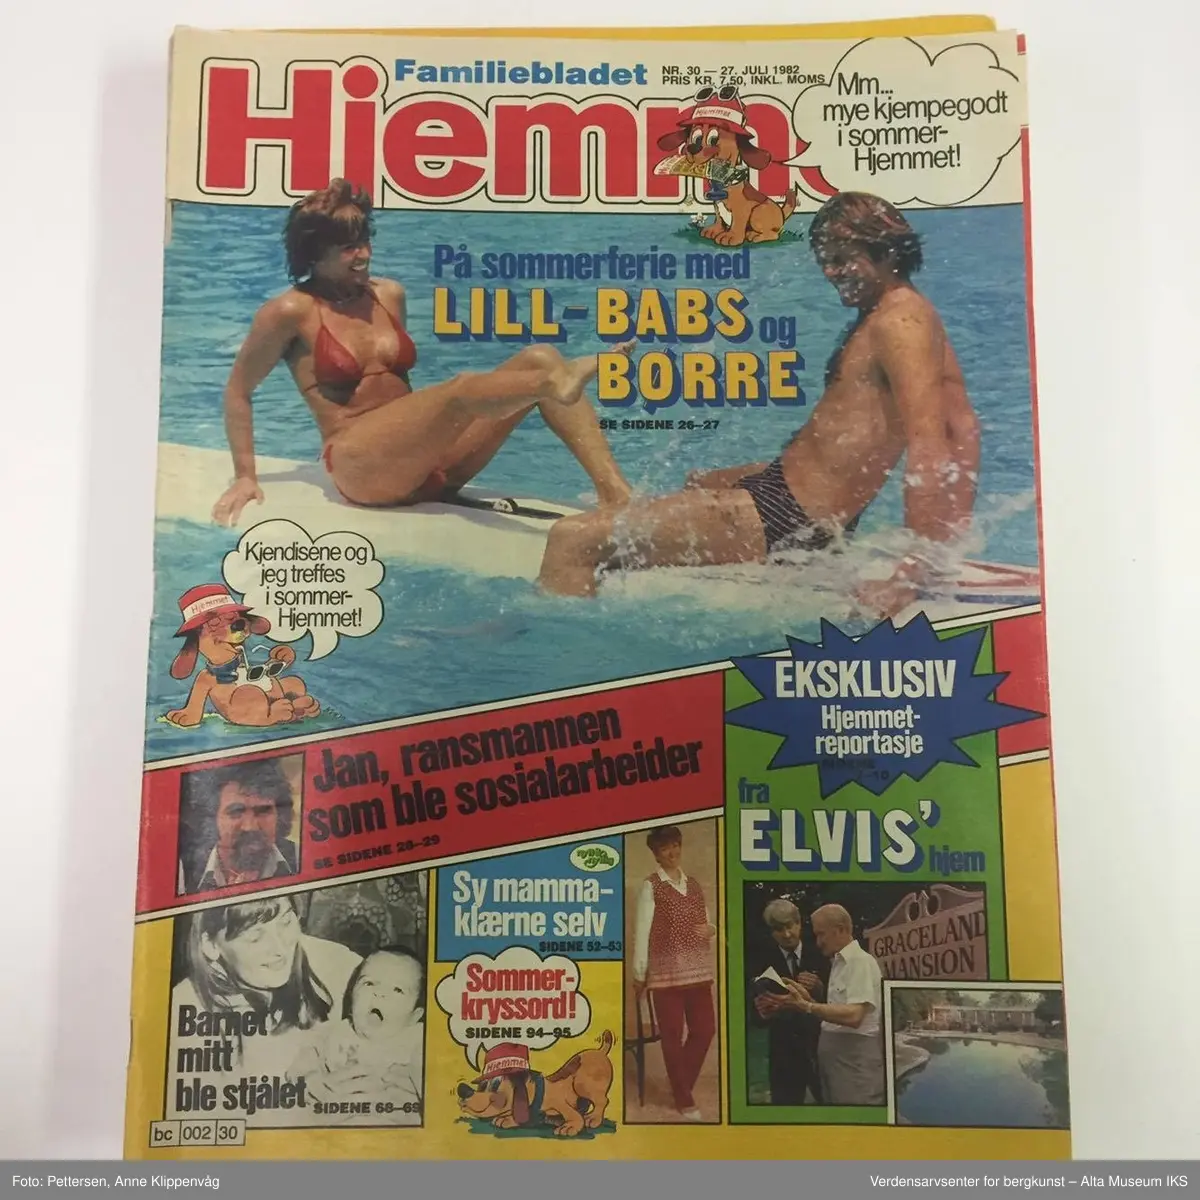 Familiebladet
NR. 30 — 27. JULI 1982
PRIS KR. 7,50, INKL. MOMS
Hjemme
Mm...
mye kjempegodt
i sommer-
Hjemmet!
Hjemmet
På sommerferie med
LILL-BABS og
BØRRE
SE SIDENE 26–27
Kjendisene og
jeg treffes
i sommer-
Hjemmet!
Hjemmet
EKSKLUSIV
Hjemmet-
reportasje
fra
ELVIS'
hjem
GRACELAND
MANSION
Jan, ransmannen
som ble sosialarbeider
SE SIDENE 28–29
Sy mamma-
klærne selv
SIDENE 52–53
Sommer-
kryssord!
SIDENE 94–95
Hjemmet
Barnet
mitt
ble stjålet
SIDENE 68–69
bc 002 30
Foto: Pettersen, Anne Klippenvåg
Verdensarvsenter for bergkunst – Alta Museum IKS